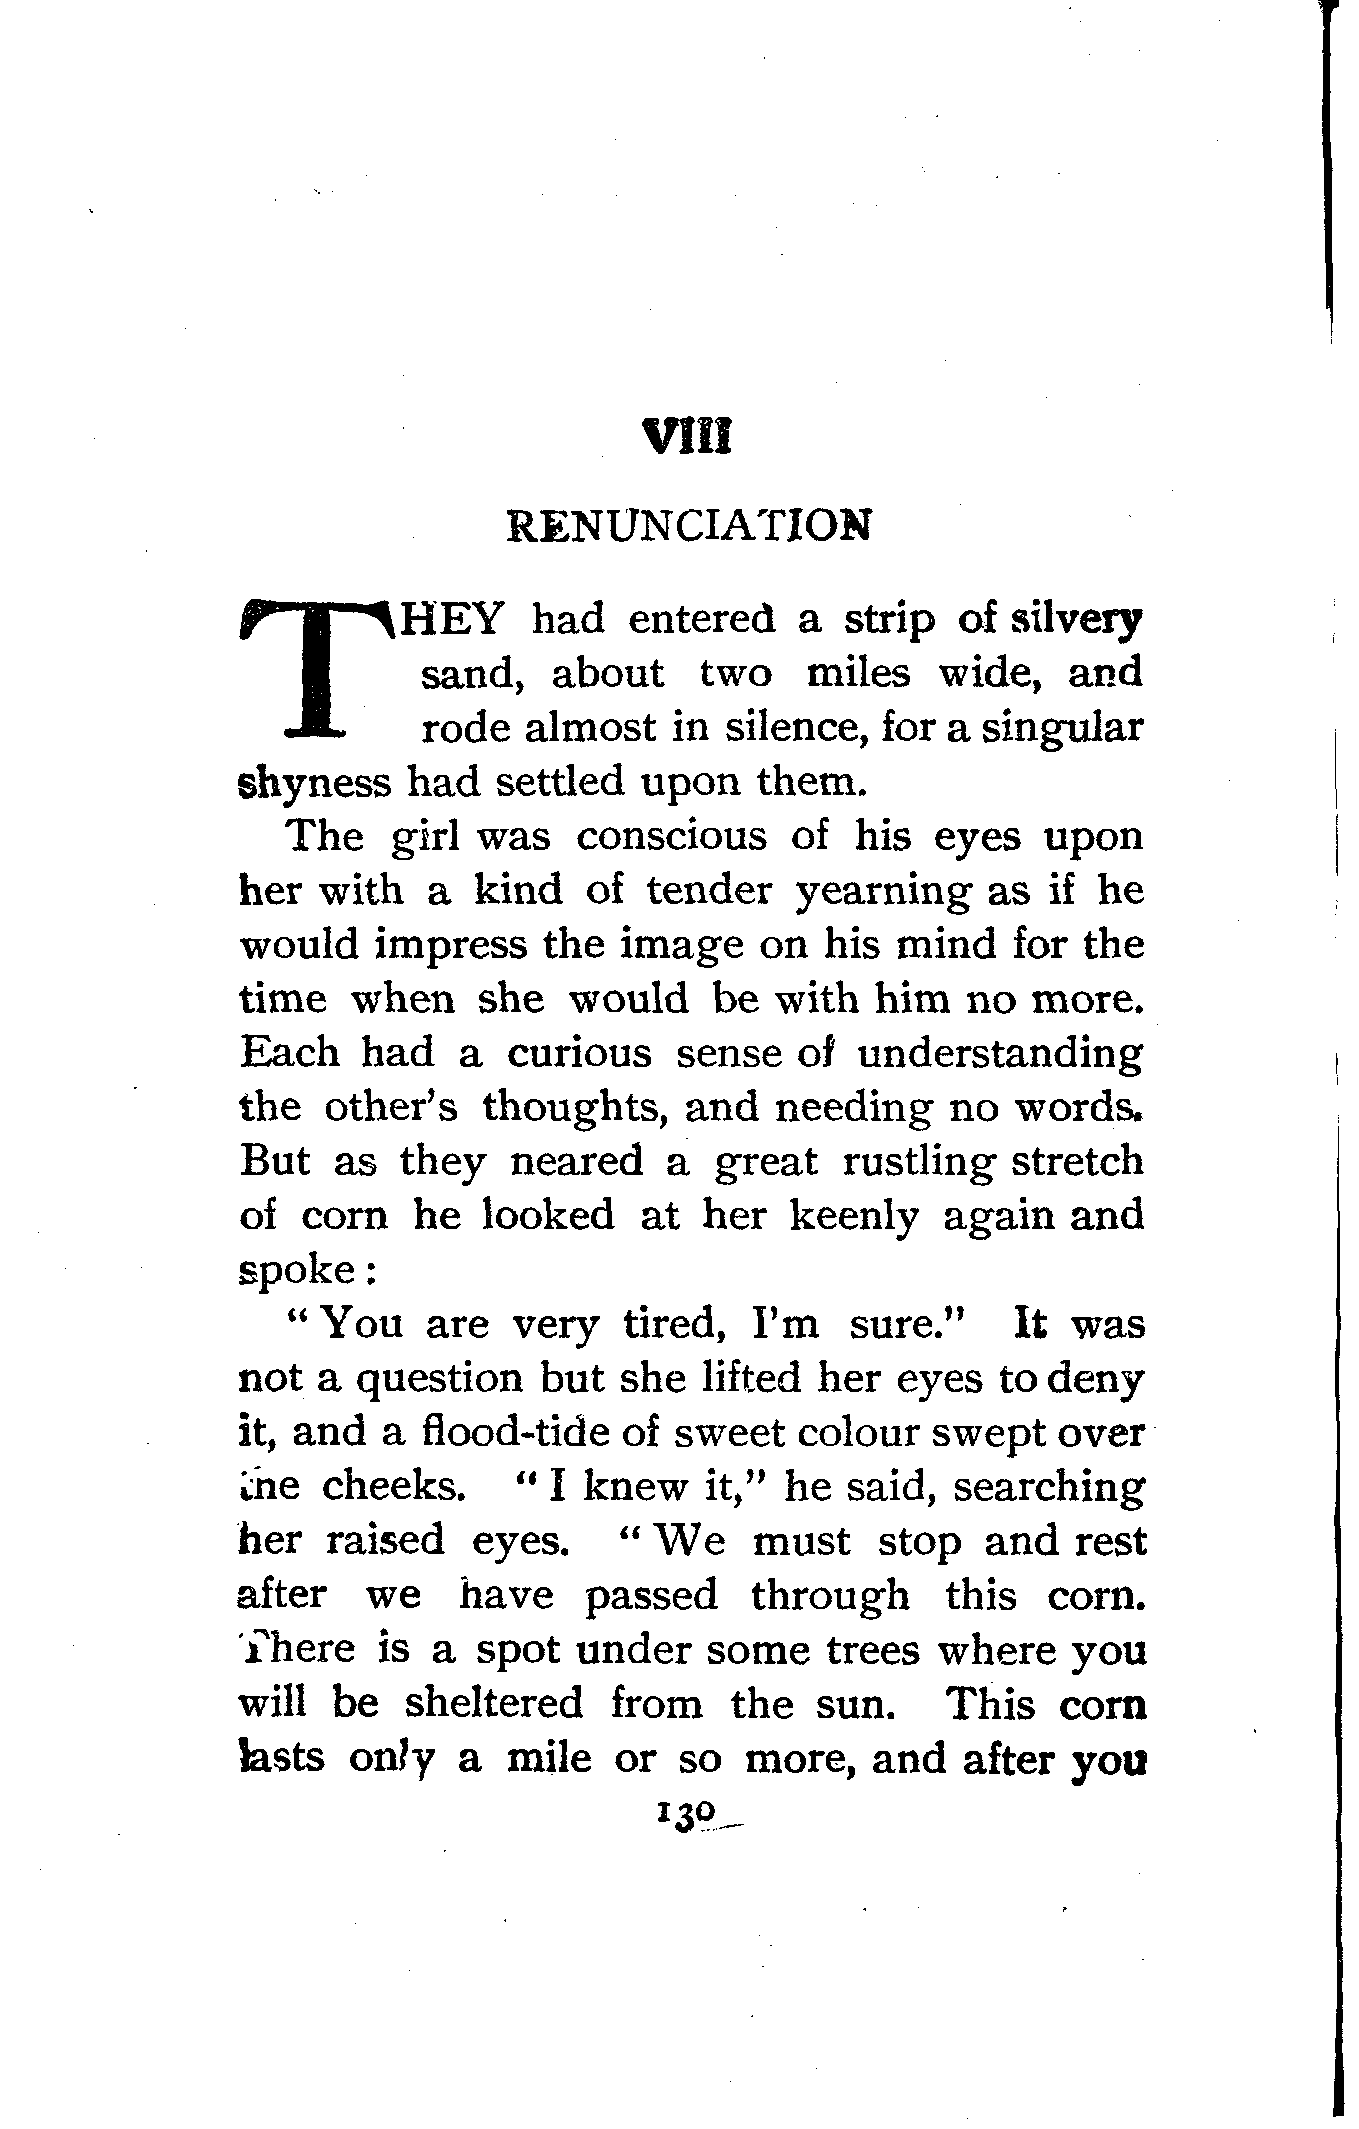 VIII
RENUNCIATION
THEY had entered a strip of silvery
sand, about two miles wide, and
rode almost in silence, for a singular
shyness had settled upon them.
The girl was conscious of his eyes upon
her with a kind of tender yearning as if he
would impress the image on his mind for the
time when she would be with him no more.
Each had a curious sense of understanding
the other's thoughts, and needing no words.
But as they neared a great rustling stretch
of corn he looked at her keenly again and
spoke :
“ You are very tired, I'm sure.” It was
not a question but she lifted her eyes to deny
it, and a flood-tide of sweet colour swept over
the cheeks. “ I knew it,” he said, searching
her raised eyes. “ We must stop and rest
after we have passed through this corn.
There is a spot under some trees where you
will be sheltered from the sun. This corn
lasts only a mile or so more, and after you
130